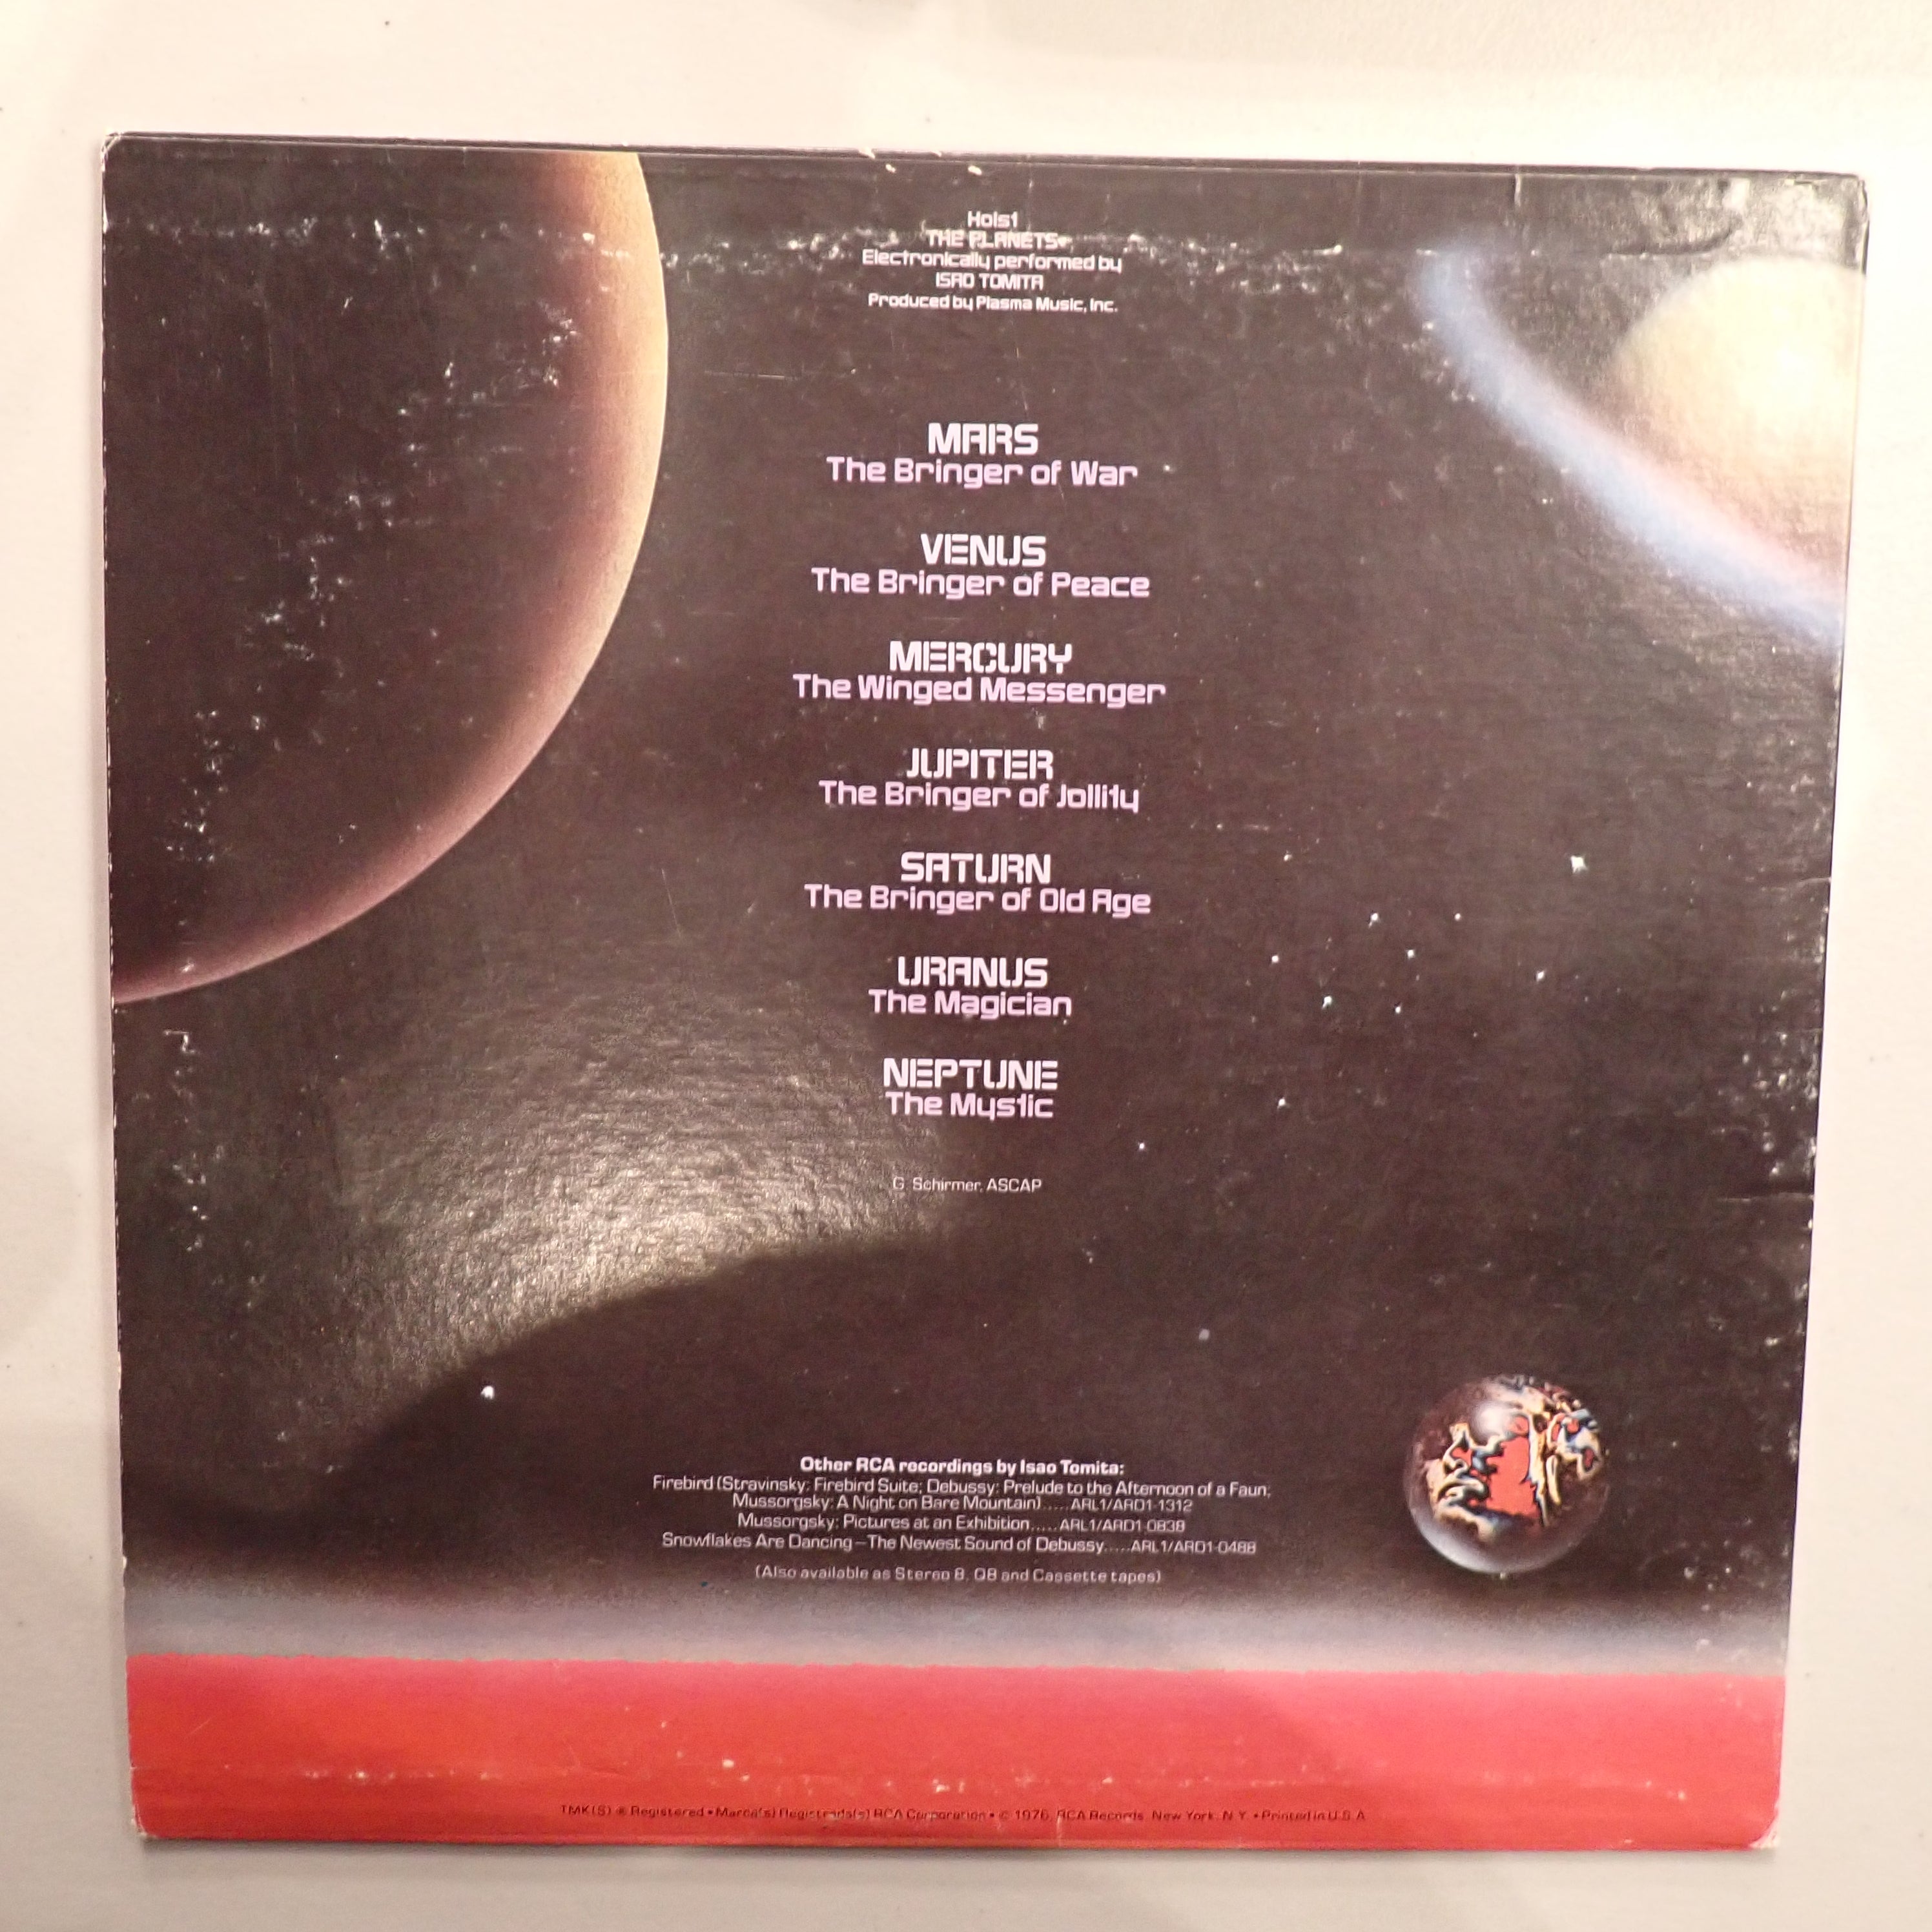 Holst
THE PLANETS
Electronically performed by
ISAO TOMITA
Produced by Plasma Music, Inc.
MARS
The Bringer of War
VENUS
The Bringer of Peace
MERCURY
The Winged Messenger
JUPITER
The Bringer of Jollity
SATURN
The Bringer of Old Age
URANUS
The Magician
NEPTUNE
The Mystic
G. Schirmer, ASCAP
Other RCA recordings by Isao Tomita:
Firebird (Stravinsky: Firebird Suite; Debussy: Prelude to the Afternoon of a Faun;
Mussorgsky: A Night on Bare Mountain).....ARL1/ARD1-1312
Mussorgsky: Pictures at an Exhibition.....ARL1/ARD1-0838
Snowflakes Are Dancing—The Newest Sound of Debussy.....ARL1/ARD1-0488
(Also available as Stereo 8, Q8 and Cassette tapes)
TMK(S) ® Registered • Marca(s) Registrada(s) RCA Corporation • © 1976, RCA Records, New York, N.Y. • Printed in U.S.A.